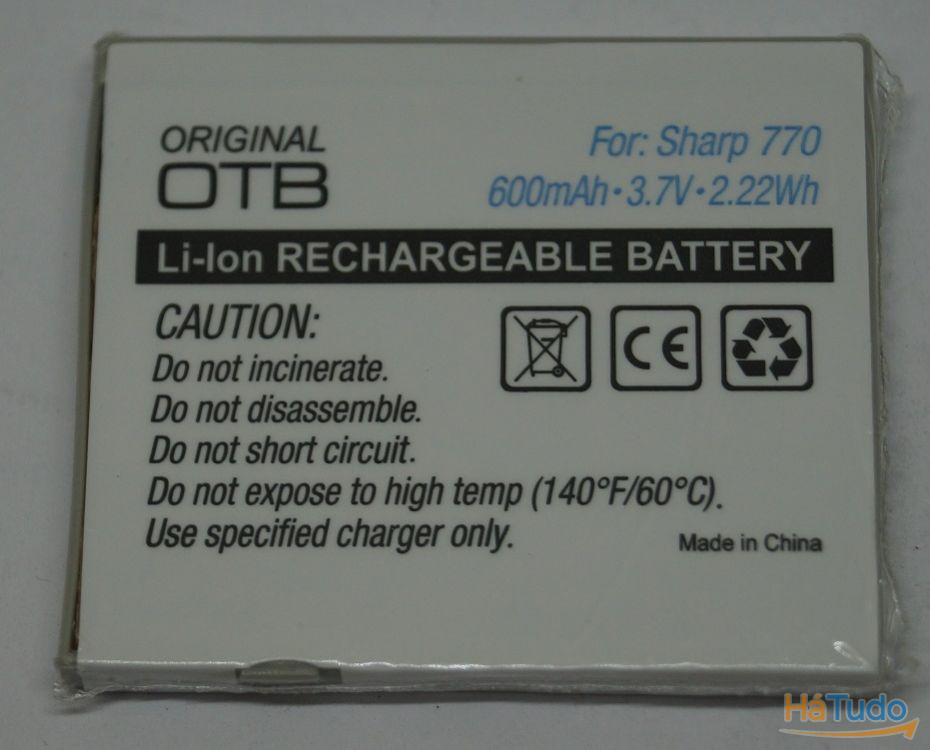 ORIGINAL
OTB
For: Sharp 770
600mAh·3.7V·2.22Wh
Li-Ion RECHARGEABLE BATTERY
CAUTION:
Do not incinerate.
Do not disassemble.
Do not short circuit.
Do not expose to high temp (140°F/60°C).
Use specified charger only.
CE
Made in China
HáTudo